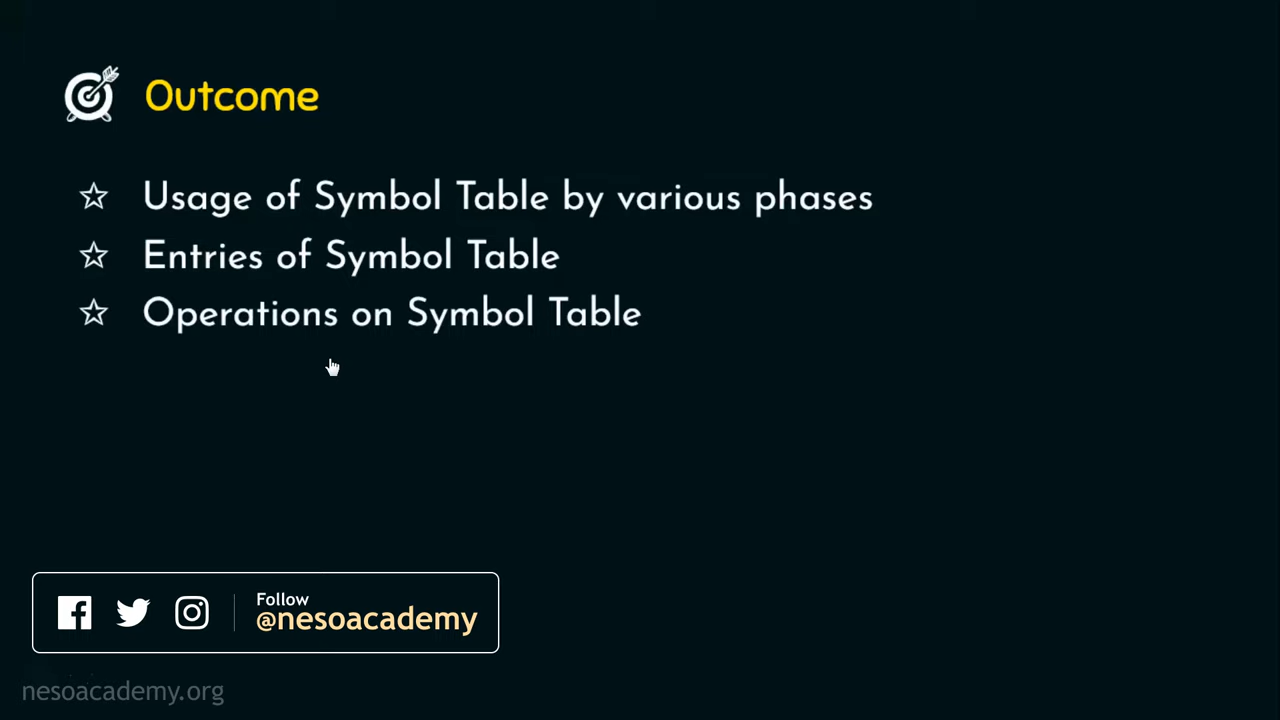 Outcome
☆ Usage of Symbol Table by various phases
☆ Entries of Symbol Table
☆ Operations on Symbol Table
Follow
@nesoacademy
nesoacademy.org